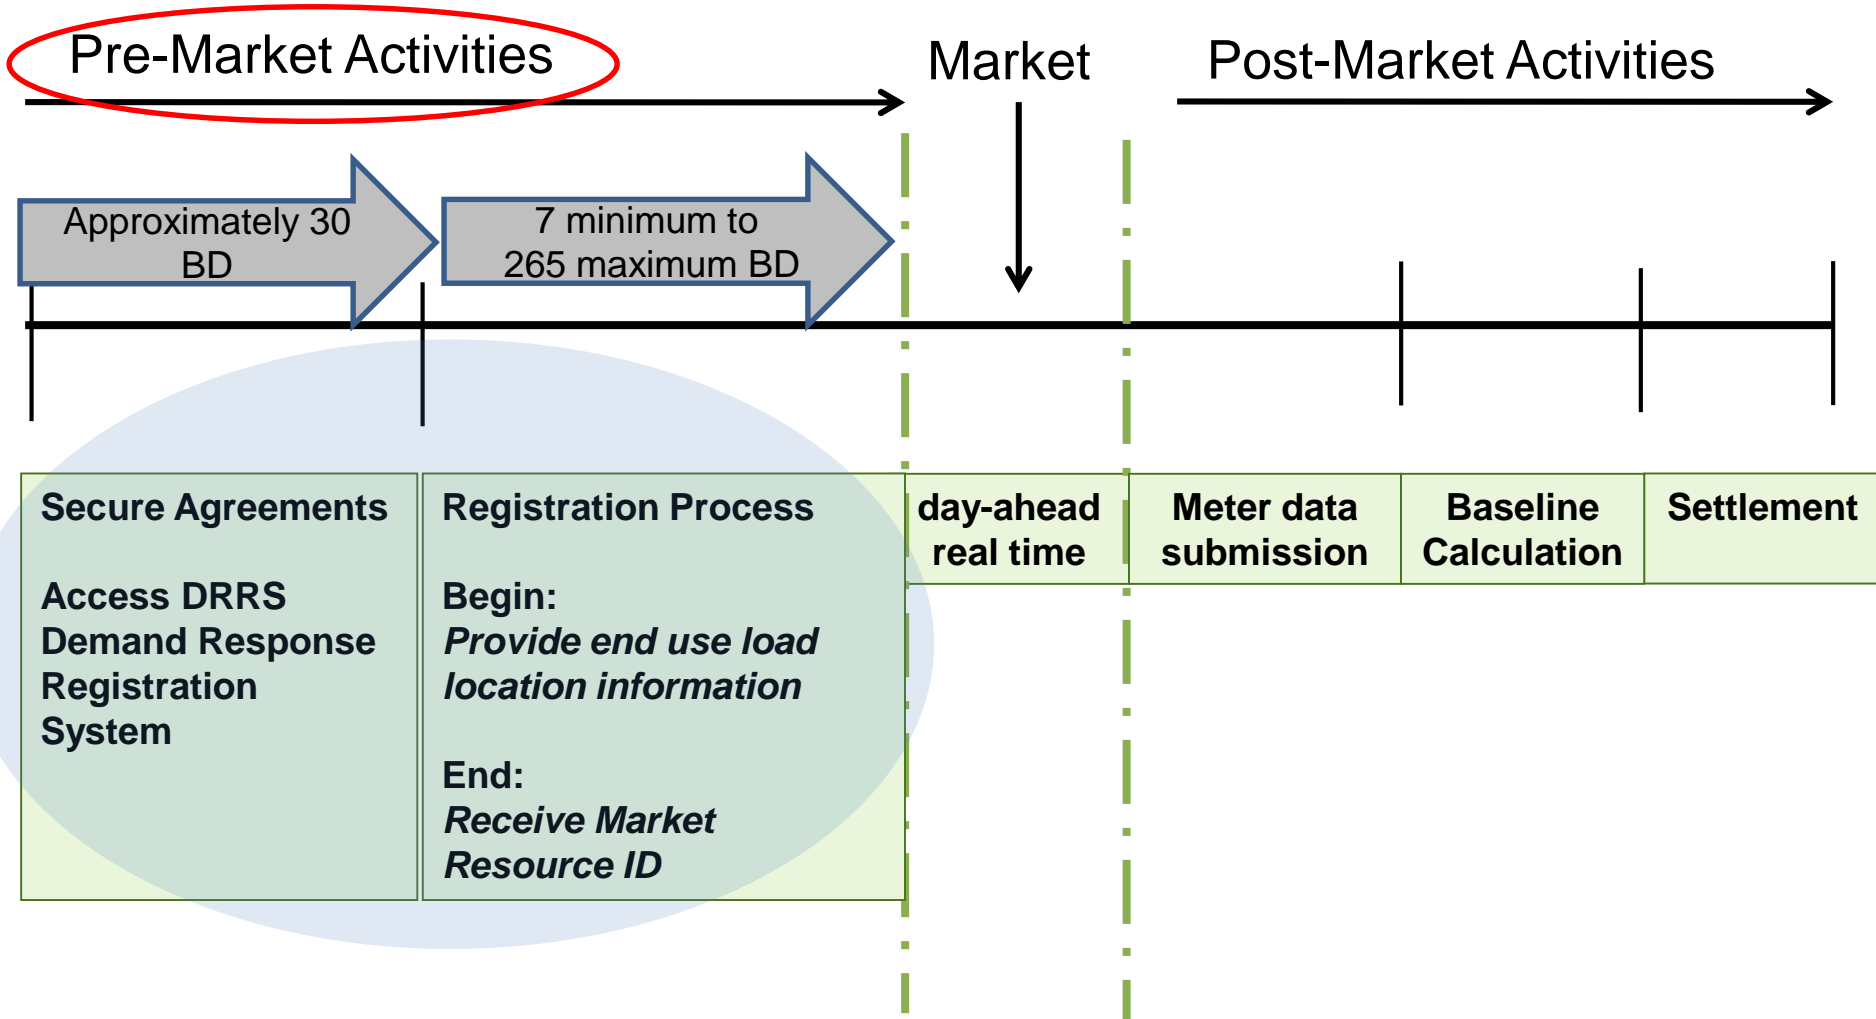 Pre-Market Activities
Market
Post-Market Activities
Approximately 30
BD
7 minimum to
265 maximum BD
Secure Agreements
Access DRRS
Demand Response
Registration
System
Registration Process
Begin:
Provide end use load
location information
End:
Receive Market
Resource ID
day-ahead
real time
Meter data
submission
Baseline
Calculation
Settlement